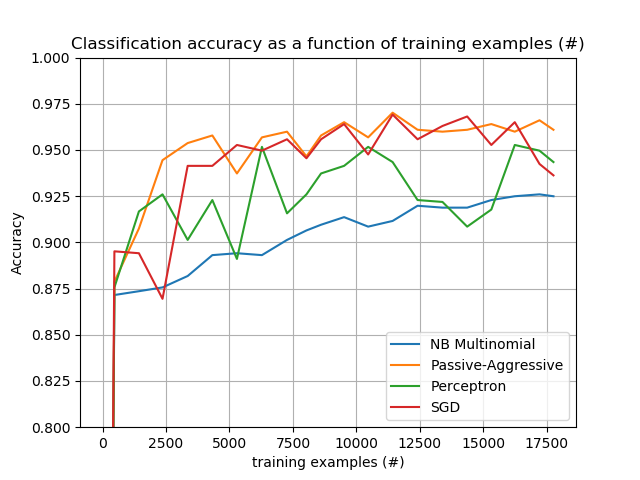 Classification accuracy as a function of training examples (#)
1.000
0.975
0.950
0.925
0.900
0.875
0.850
0.825
0.800
Accuracy
NB Multinomial
Passive-Aggressive
Perceptron
SGD
0 2500 5000 7500 10000 12500 15000 17500
training examples (#)